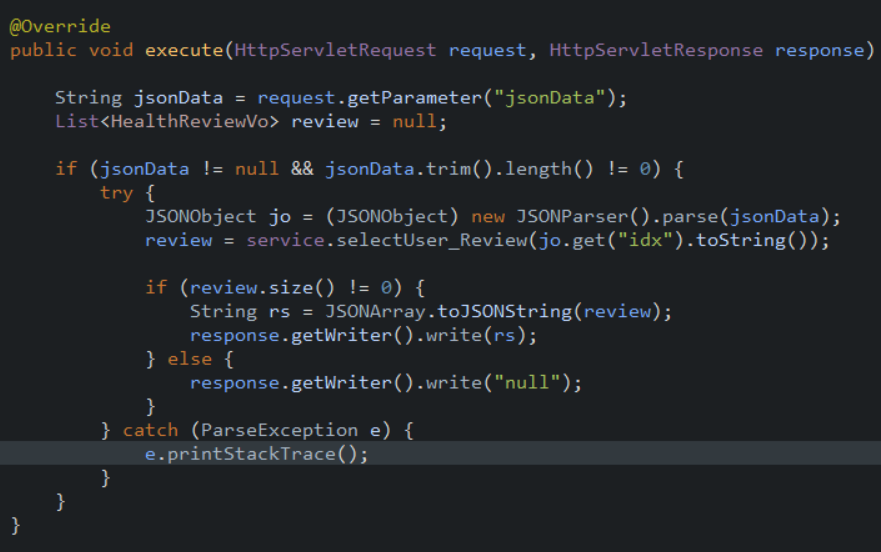 @Override
public void execute(HttpServletRequest request, HttpServletResponse response)
String jsonData = request.getParameter("jsonData");
List<HealthReviewVo> review = null;
if (jsonData != null && jsonData.trim().length() != 0) {
try {
JSONObject jo = (JSONObject) new JSONParser().parse(jsonData);
review = service.selectUser_Review(jo.get("idx").toString());
if (review.size() != 0) {
String rs = JSONArray.toJSONString(review);
response.getWriter().write(rs);
} else {
response.getWriter().write("null");
}
} catch (ParseException e) {
e.printStackTrace();
}
}
}